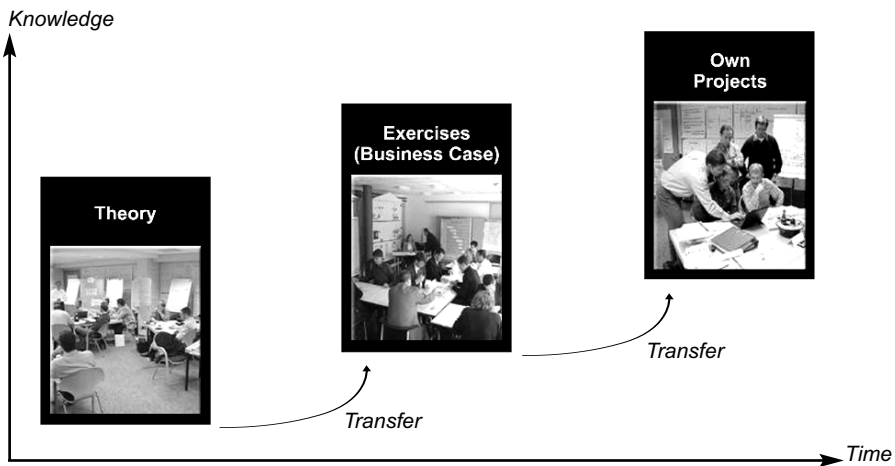 Knowledge
Own
Projects
Exercises
(Business Case)
Theory
Transfer
Transfer
Time